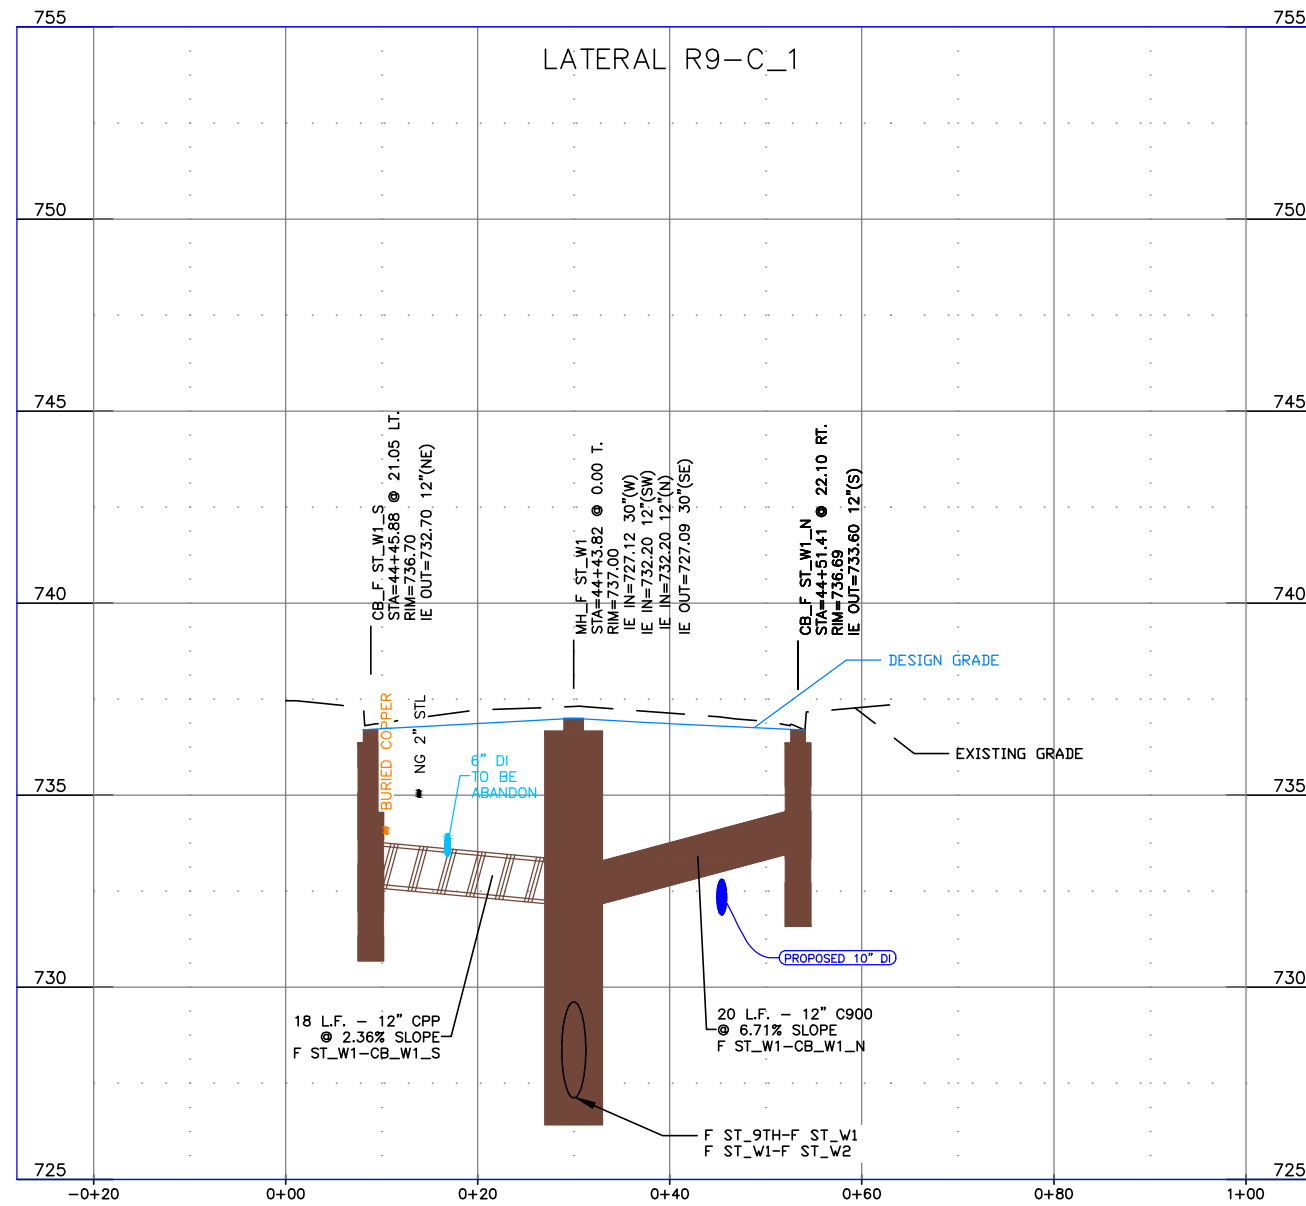 755
755
LATERAL R9-C_1
750
750
745
745
CB_F ST_W1_S
STA=44+45.88 @ 21.05 LT.
RIM=736.70
IE OUT=732.70 12"(NE)
MH_F ST_W1
STA=44+43.82 @ 0.00 T.
RIM=737.00
IE IN=727.12 30"(W)
IE IN=732.20 12"(SW)
IE IN=732.20 12"(N)
IE OUT=727.09 30"(SE)
CB_F ST_W1_N
STA=44+51.41 @ 22.10 RT.
RIM=736.69
IE OUT=733.60 12"(S)
740
740
DESIGN GRADE
BURIED COPPER
NG 2" STL
6" DI
TO BE
ABANDON
EXISTING GRADE
735
735
PROPOSED 10" DI
730
730
18 L.F. - 12" CPP
@ 2.36% SLOPE
F ST_W1-CB_W1_S
20 L.F. - 12" C900
@ 6.71% SLOPE
F ST_W1-CB_W1_N
F ST_9TH-F ST_W1
F ST_W1-F ST_W2
725
725
-0+20
0+00
0+20
0+40
0+60
0+80
1+00